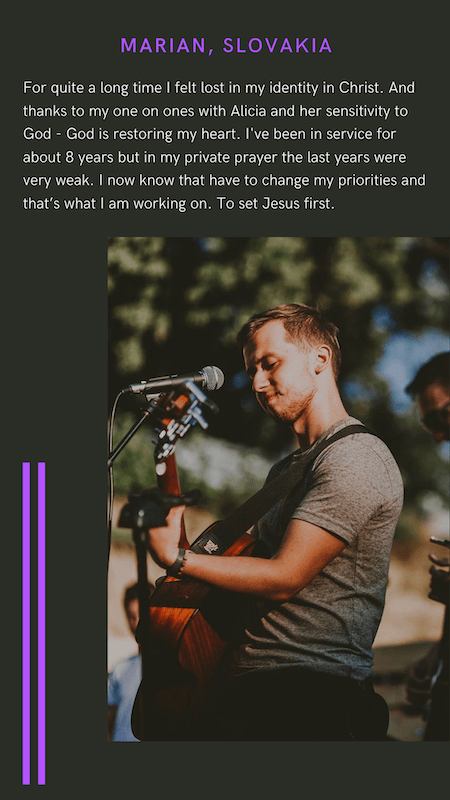 MARIAN, SLOVAKIA
For quite a long time I felt lost in my identity in Christ. And
thanks to my one on ones with Alicia and her sensitivity to
God - God is restoring my heart. I've been in service for
about 8 years but in my private prayer the last years were
very weak. I now know that have to change my priorities and
that's what I am working on. To set Jesus first.